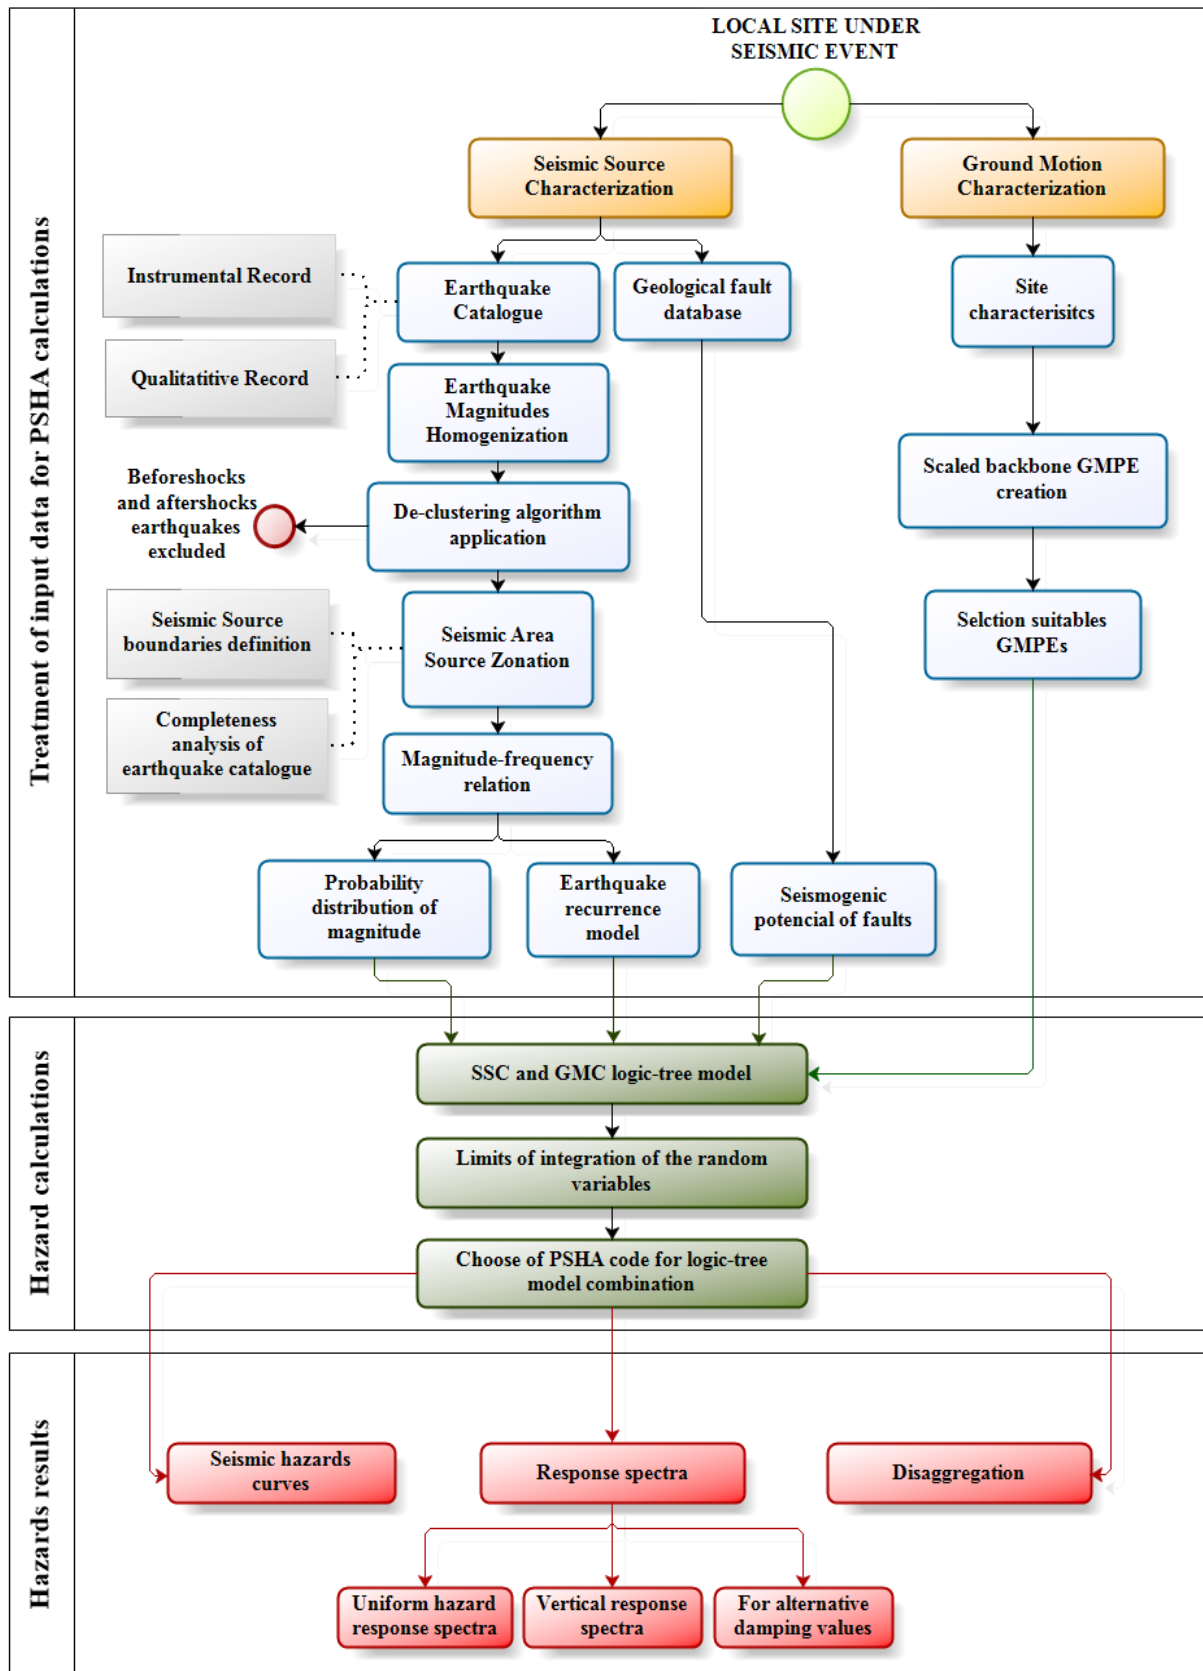 LOCAL SITE UNDER
SEISMIC EVENT
Treatment of input data for PSHA calculations
Seismic Source
Characterization
Ground Motion
Characterization
Instrumental Record
Earthquake
Catalogue
Geological fault
database
Site
characterisitcs
Qualitatitive Record
Earthquake
Magnitudes
Homogenization
Scaled backbone GMPE
creation
Beforeshocks
and aftershocks
earthquakes
excluded
De-clustering algorithm
application
Seismic Source
boundaries definition
Seismic Area
Source Zonation
Selction suitables
GMPEs
Completeness
analysis of
earthquake catalogue
Magnitude-frequency
relation
Probability
distribution of
magnitude
Earthquake
recurrence
model
Seismogenic
potencial of faults
Hazard calculations
SSC and GMC logic-tree model
Limits of integration of the random
variables
Choose of PSHA code for logic-tree
model combination
Hazards results
Seismic hazards
curves
Response spectra
Disaggregation
Uniform hazard
response spectra
Vertical response
spectra
For alternative
damping values